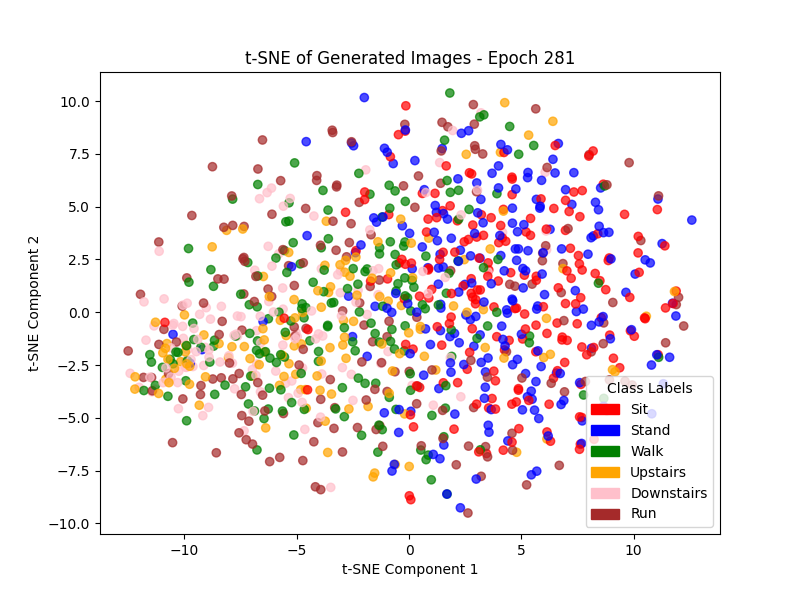 t-SNE of Generated Images - Epoch 281
t-SNE Component 2
10.0
7.5
5.0
2.5
0.0
−2.5
−5.0
−7.5
−10.0
Class Labels
Sit
Stand
Walk
Upstairs
Downstairs
Run
−10
−5
0
5
10
t-SNE Component 1